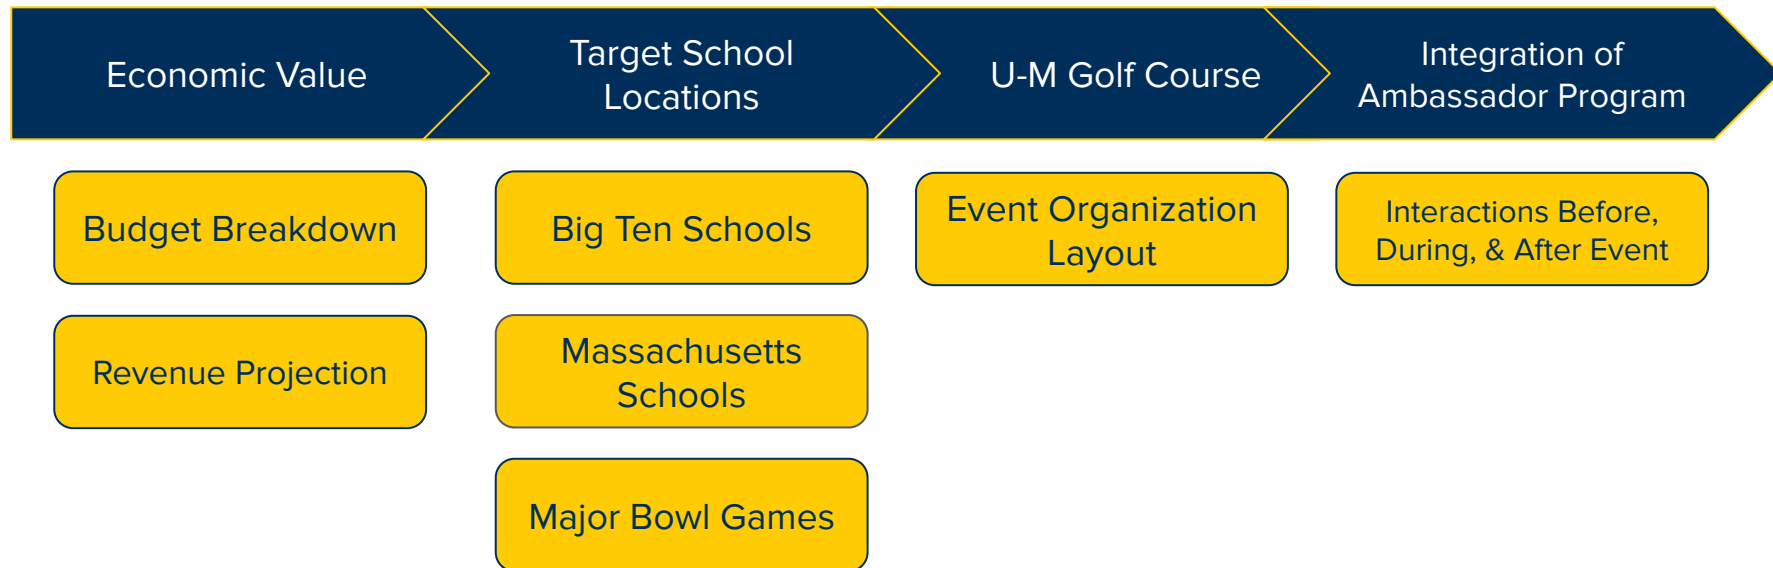 Economic Value
Target School
Locations
U-M Golf Course
Integration of
Ambassador Program
Budget Breakdown
Big Ten Schools
Event Organization
Layout
Interactions Before,
During, & After Event
Revenue Projection
Massachusetts
Schools
Major Bowl Games